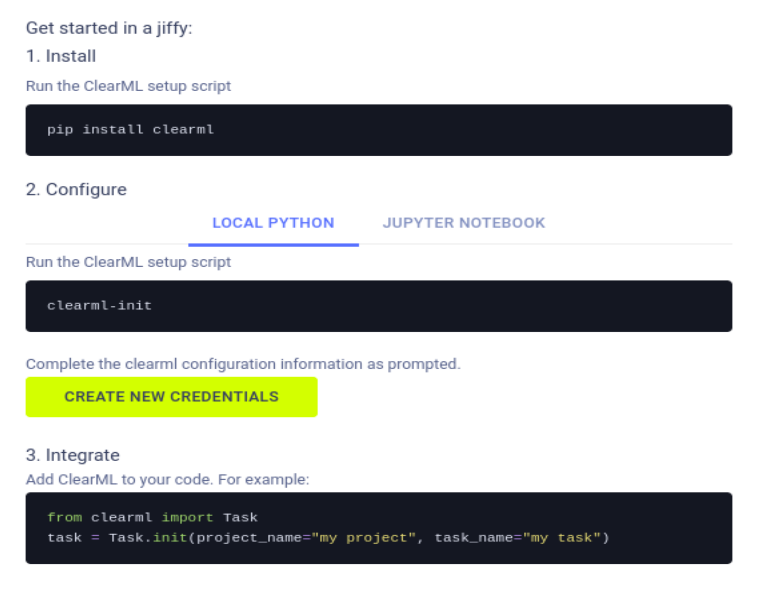 Get started in a jiffy:
1. Install
Run the ClearML setup script
pip install clearml
2. Configure
LOCAL PYTHON JUPYTER NOTEBOOK
Run the ClearML setup script
clearml-init
Complete the clearml configuration information as prompted.
CREATE NEW CREDENTIALS
3. Integrate
Add ClearML to your code. For example:
from clearml import Task
task = Task.init(project_name="my project", task_name="my task")